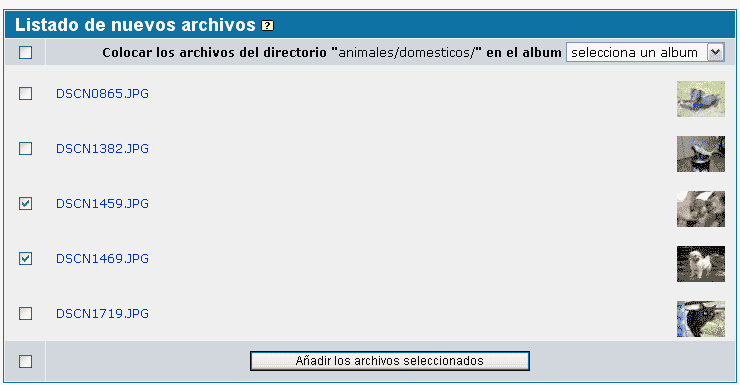 Listado de nuevos archivos ?
Colocar los archivos del directorio "animales/domesticos/" en el album selecciona un album
DSCN0865.JPG
DSCN1382.JPG
DSCN1459.JPG
DSCN1469.JPG
DSCN1719.JPG
Añadir los archivos seleccionados